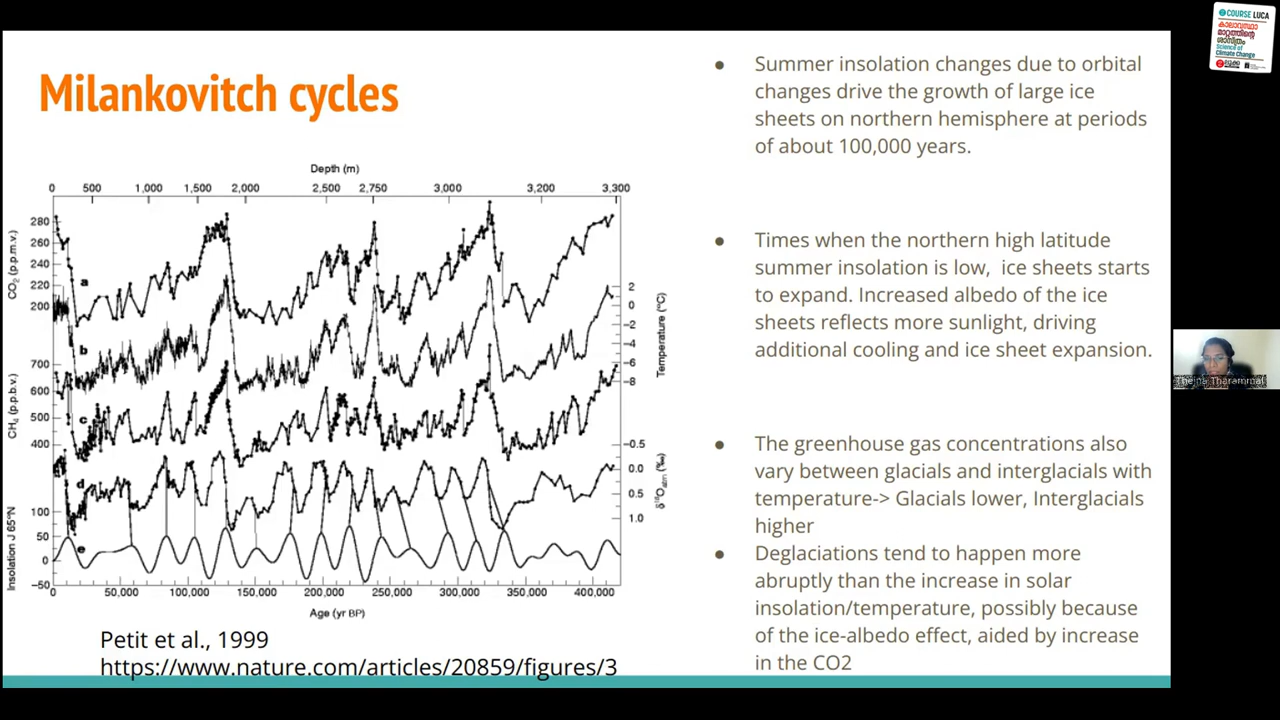 Milankovitch cycles
Depth (m)
0 500 1,000 1,500 2,000 2,500 2,750 3,000 3,200 3,300
CO2 (p.p.m.v.)
280
260
240
220
200
a
b
2
0
−2
−4
−6
−8
Temperature (°C)
CH4 (p.p.b.v.)
700
600
500
400
c
d
−0.5
0.0
0.5
1.0
δ18Oatm (‰)
Insolation J 65°N
100
50
0
−50
e
0 50,000 100,000 150,000 200,000 250,000 300,000 350,000 400,000
Age (yr BP)
Petit et al., 1999
https://www.nature.com/articles/20859/figures/3
● Summer insolation changes due to orbital
changes drive the growth of large ice
sheets on northern hemisphere at periods
of about 100,000 years.
● Times when the northern high latitude
summer insolation is low, ice sheets starts
to expand. Increased albedo of the ice
sheets reflects more sunlight, driving
additional cooling and ice sheet expansion.
● The greenhouse gas concentrations also
vary between glacials and interglacials with
temperature-> Glacials lower, Interglacials
higher
● Deglaciations tend to happen more
abruptly than the increase in solar
insolation/temperature, possibly because
of the ice-albedo effect, aided by increase
in the CO2
COURSE LUCA
കാലാവസ്ഥാ
മാറ്റത്തിന്റെ
ശാസ്ത്രം
Science of
Climate Change
ലൂക്ക
Theina Tharammal